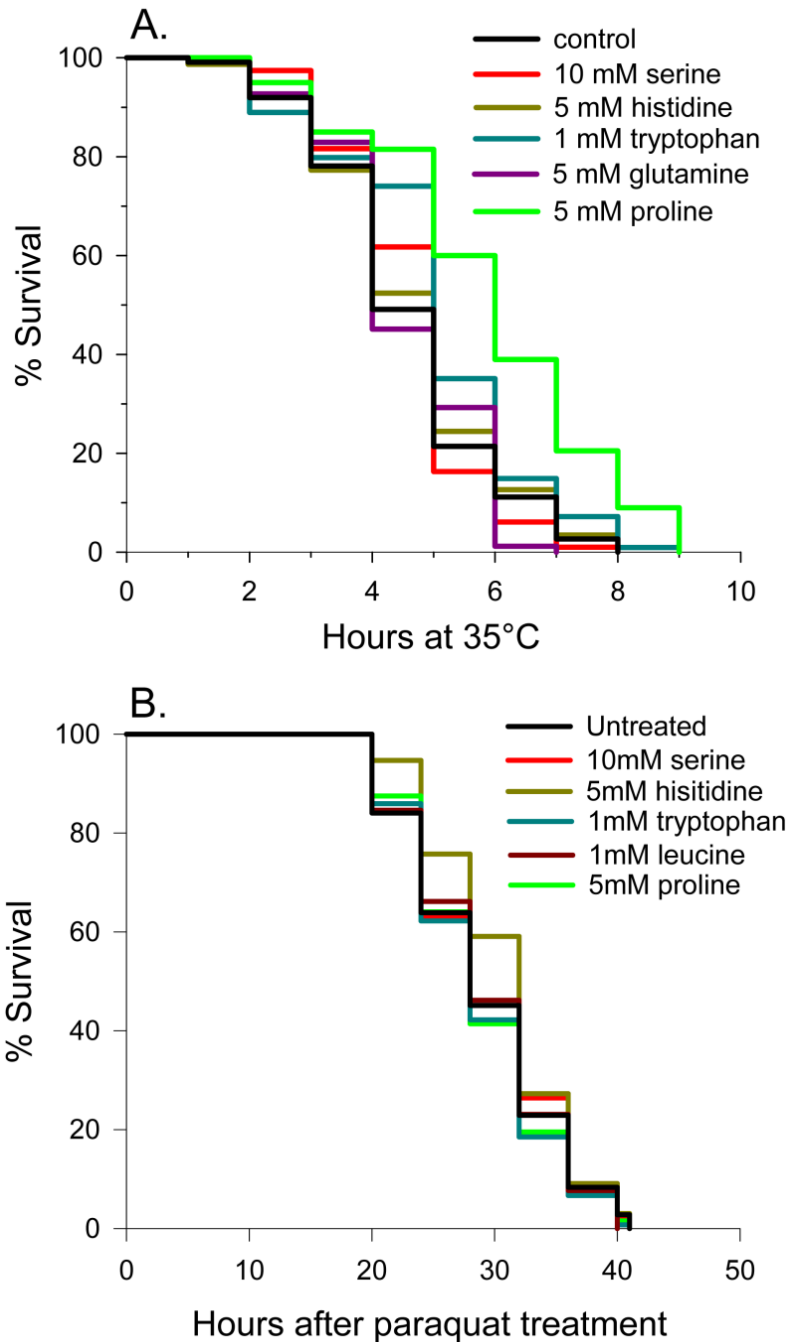 A.
control
10 mM serine
5 mM histidine
1 mM tryptophan
5 mM glutamine
5 mM proline
100
80
60
40
20
0
% Survival
0 2 4 6 8 10
Hours at 35°C
B.
Untreated
10mM serine
5mM hisitidine
1mM tryptophan
1mM leucine
5mM proline
100
80
60
40
20
0
% Survival
0 10 20 30 40 50
Hours after paraquat treatment